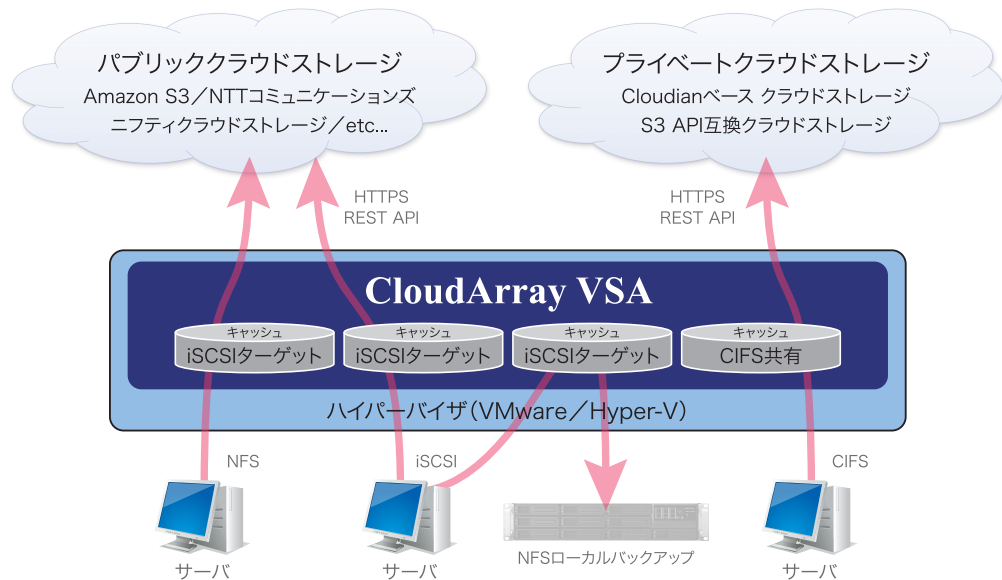 パブリッククラウドストレージ
Amazon S3／NTTコミュニケーションズ
ニフティクラウドストレージ／etc...
プライベートクラウドストレージ
Cloudianベース クラウドストレージ
S3 API互換クラウドストレージ
HTTPS
REST API
HTTPS
REST API
CloudArray VSA
キャッシュ
iSCSIターゲット
キャッシュ
iSCSIターゲット
キャッシュ
iSCSIターゲット
キャッシュ
CIFS共有
ハイパーバイザ（VMware／Hyper-V）
NFS
iSCSI
CIFS
サーバ
サーバ
NFSローカルバックアップ
サーバ